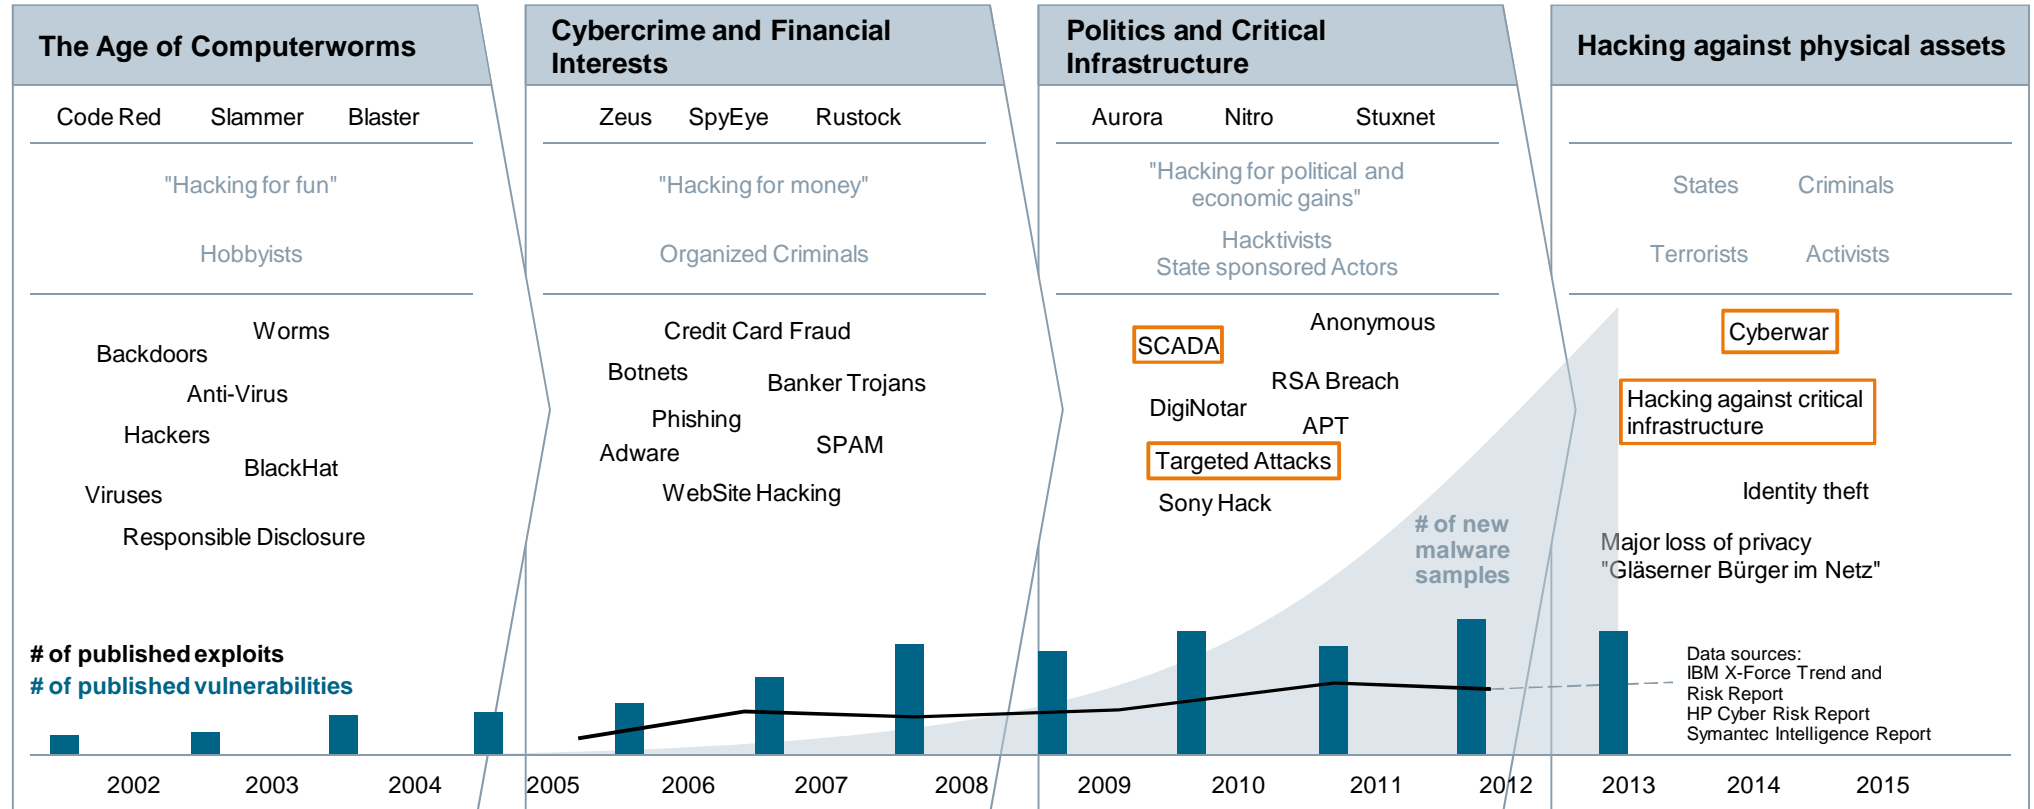 The Age of Computerworms
Code Red Slammer Blaster
"Hacking for fun"
Hobbyists
Worms
Backdoors
Anti-Virus
Hackers
BlackHat
Viruses
Responsible Disclosure
# of published exploits
# of published vulnerabilities
Cybercrime and Financial
Interests
Zeus SpyEye Rustock
"Hacking for money"
Organized Criminals
Credit Card Fraud
Botnets
Banker Trojans
Phishing
SPAM
Adware
WebSite Hacking
Politics and Critical
Infrastructure
Aurora Nitro Stuxnet
"Hacking for political and
economic gains"
Hacktivists
State sponsored Actors
Anonymous
SCADA
RSA Breach
DigiNotar
APT
Targeted Attacks
Sony Hack
# of new
malware
samples
Hacking against physical assets
States Criminals
Terrorists Activists
Cyberwar
Hacking against critical
infrastructure
Identity theft
Major loss of privacy
"Gläserner Bürger im Netz"
Data sources:
IBM X-Force Trend and
Risk Report
HP Cyber Risk Report
Symantec Intelligence Report
2002 2003 2004 2005 2006 2007 2008 2009 2010 2011 2012 2013 2014 2015